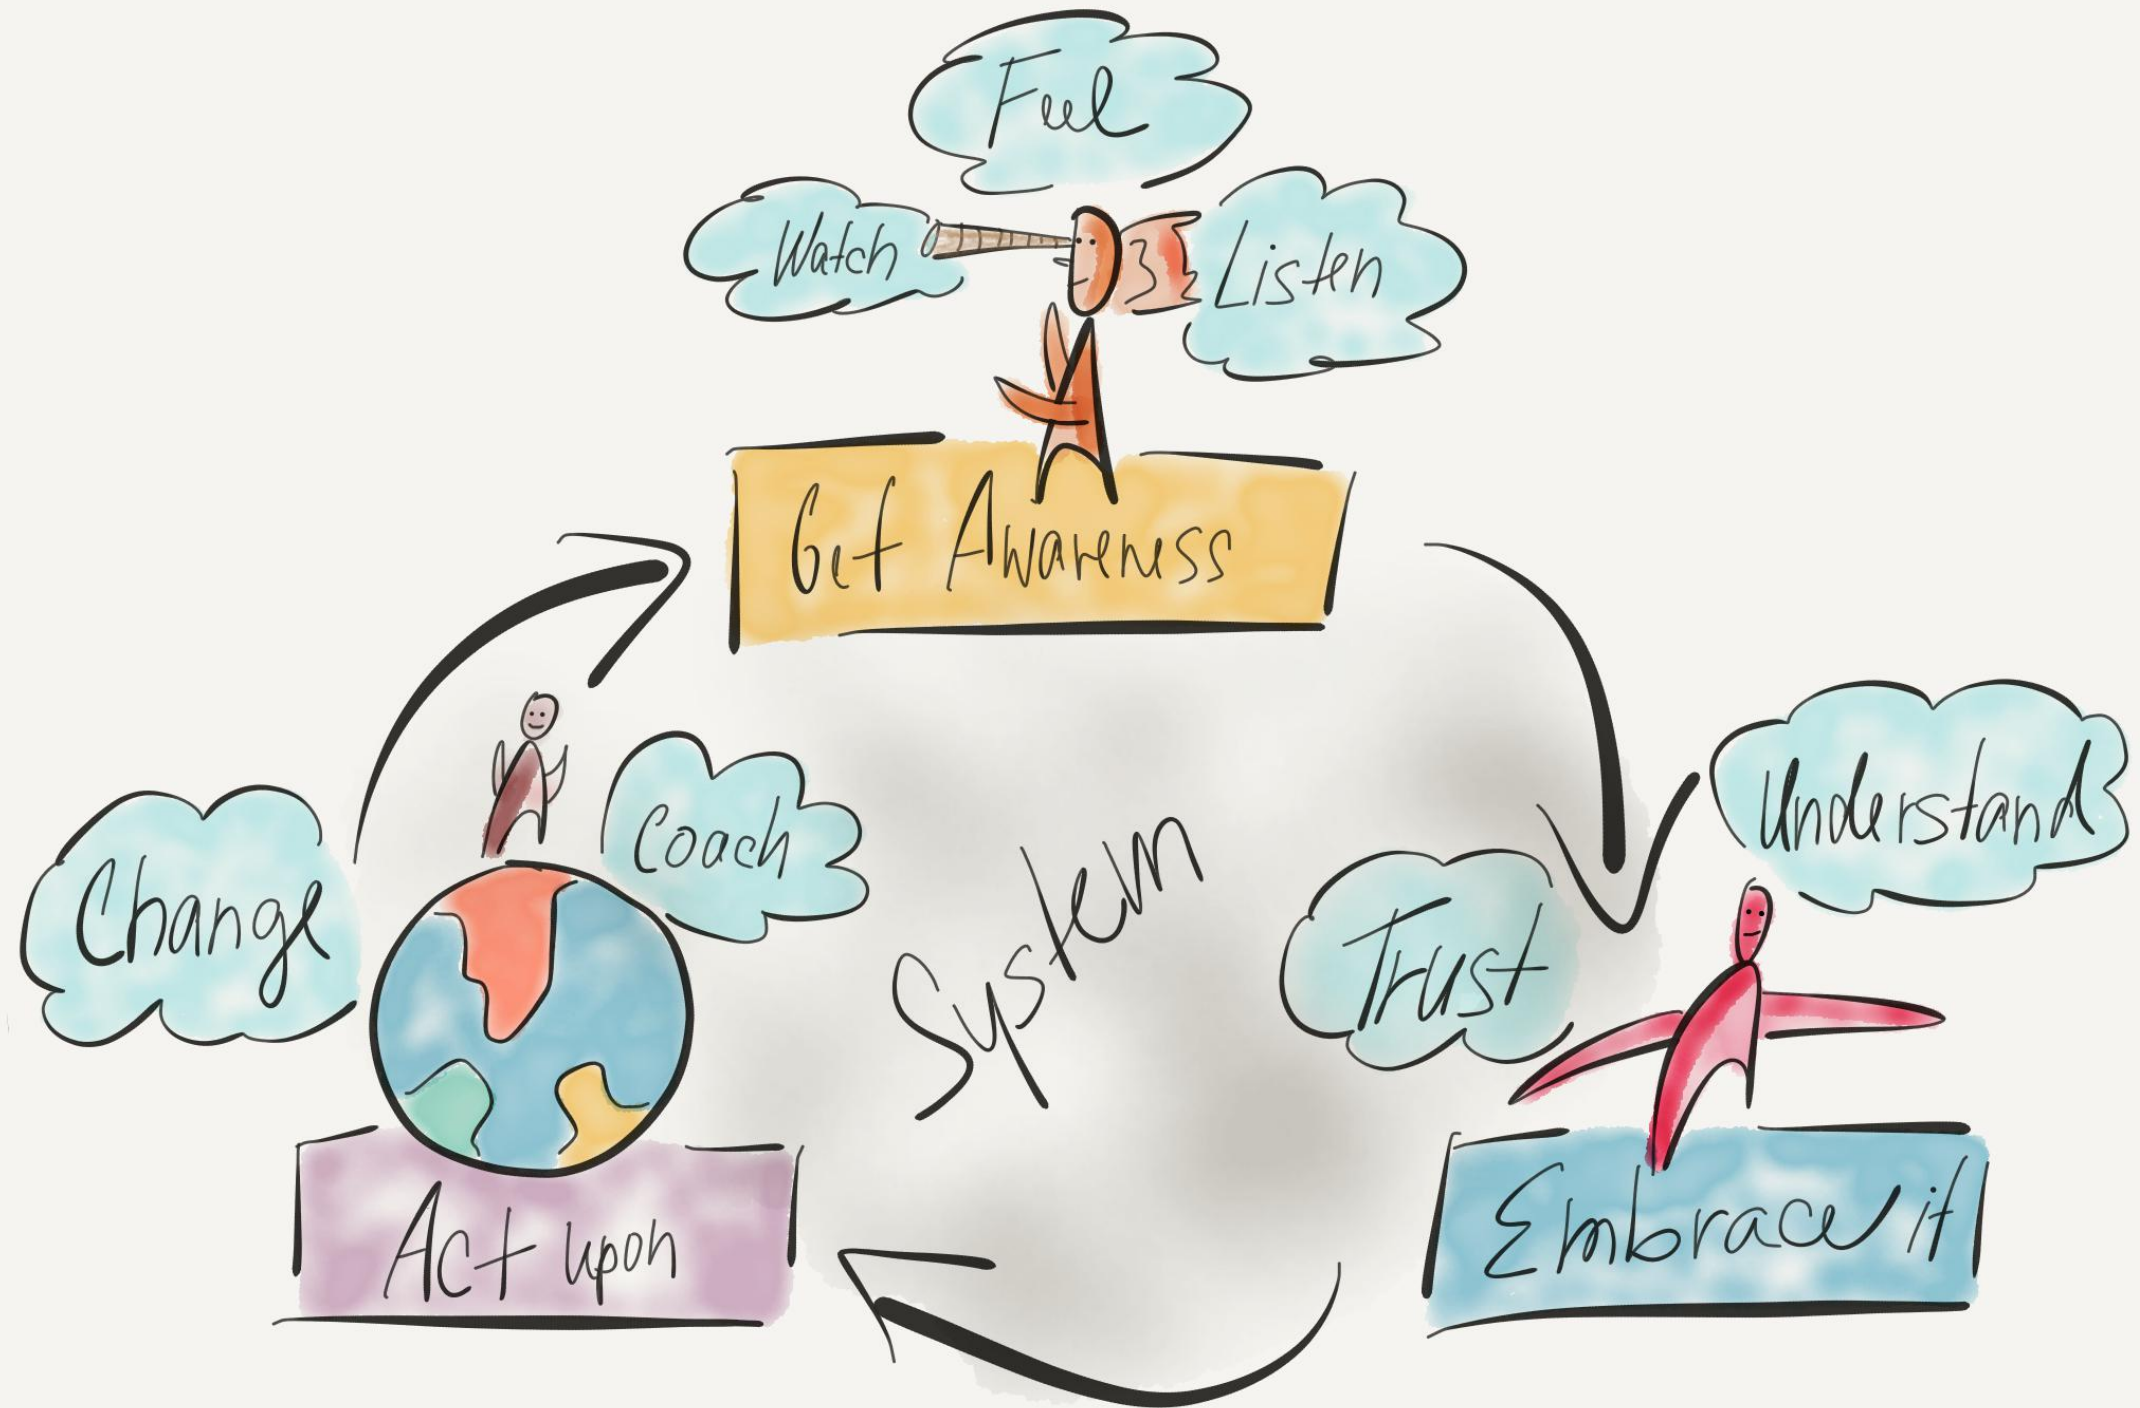 Feel
Watch
Listen
Get Awareness
Understand
Trust
Embrace it
System
Coach
Change
Act upon